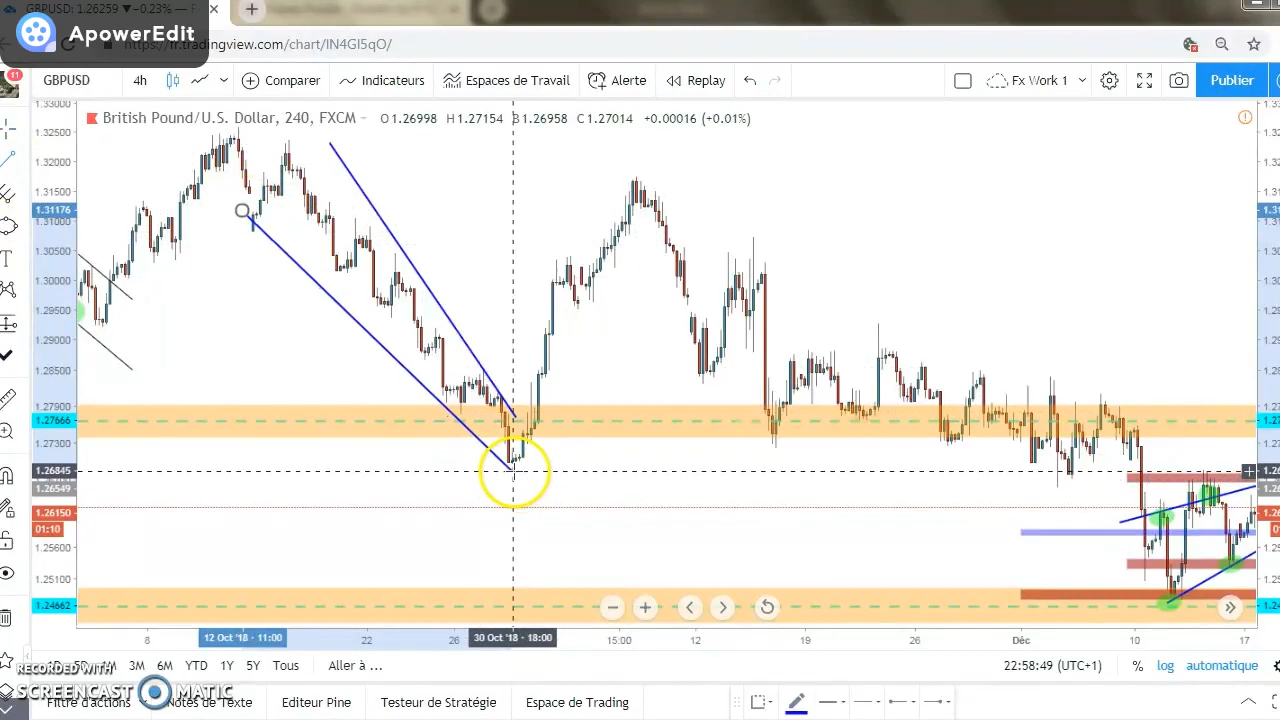 GBPUSD: 1.26259 ▼−0.23%
ApowerEdit
https://fr.tradingview.com/chart/IN4GI5qO/
11
GBPUSD 4h Comparer Indicateurs Espaces de Travail Alerte Replay Fx Work 1 Publier
British Pound/U.S. Dollar, 240, FXCM O1.26998 H1.27154 B1.26958 C1.27014 +0.00016 (+0.01%)
1.33000
1.32500
1.32000
1.31500
1.31176
1.31000
1.30500
1.30000
1.29500
1.29000
1.28500
1.27900
1.27666
1.27300
1.26845
1.26549
1.26150
01:10
1.25600
1.25100
1.24662
8 12 Oct '18 - 11:00 22 26 30 Oct '18 - 18:00 15:00 12 19 26 Déc 10 17
3M 6M YTD 1Y 5Y Tous Aller à ... 22:58:49 (UTC+1) % log automatique
RECORDED WITH
SCREENCAST MATIC
Filtre d'actions Notes de Texte Editeur Pine Testeur de Stratégie Espace de Trading